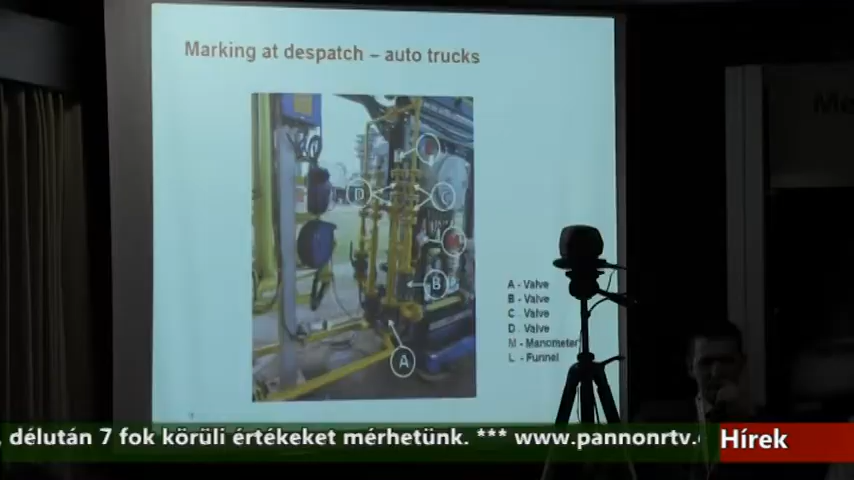 Marking at despatch – auto trucks
D
C
B
A
A - Valve
B - Valve
C - Valve
D - Valve
M - Manometer
L - Funnel
, délután 7 fok körüli értékeket mérhetünk. *** www.pannonrtv.
Hírek